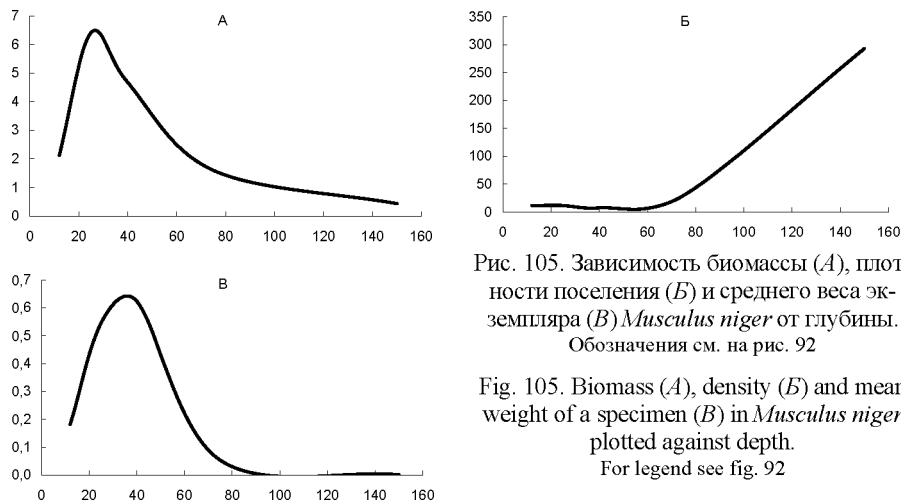 А
7
6
5
4
3
2
1
0
0 20 40 60 80 100 120 140 160
Б
350
300
250
200
150
100
50
0
0 20 40 60 80 100 120 140 160
В
0,7
0,6
0,5
0,4
0,3
0,2
0,1
0,0
0 20 40 60 80 100 120 140 160
Рис. 105. Зависимость биомассы (А), плот
ности поселения (Б) и среднего веса эк-
земпляра (В) Musculus niger от глубины.
Обозначения см. на рис. 92
Fig. 105. Biomass (А), density (Б) and mear
weight of a specimen (В) in Musculus niger
plotted against depth.
For legend see fig. 92